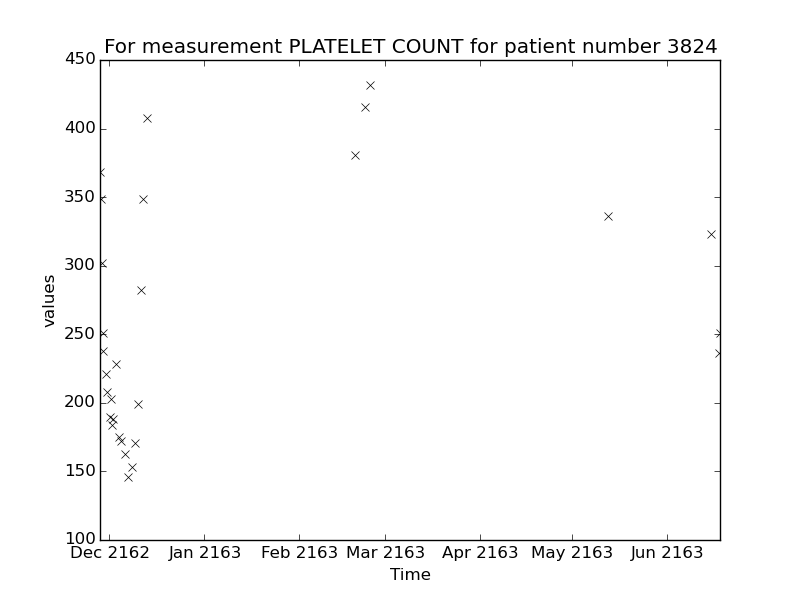 For measurement PLATELET COUNT for patient number 3824
450
400
350
300
250
200
150
100
values
Dec 2162 Jan 2163 Feb 2163 Mar 2163 Apr 2163 May 2163 Jun 2163
Time